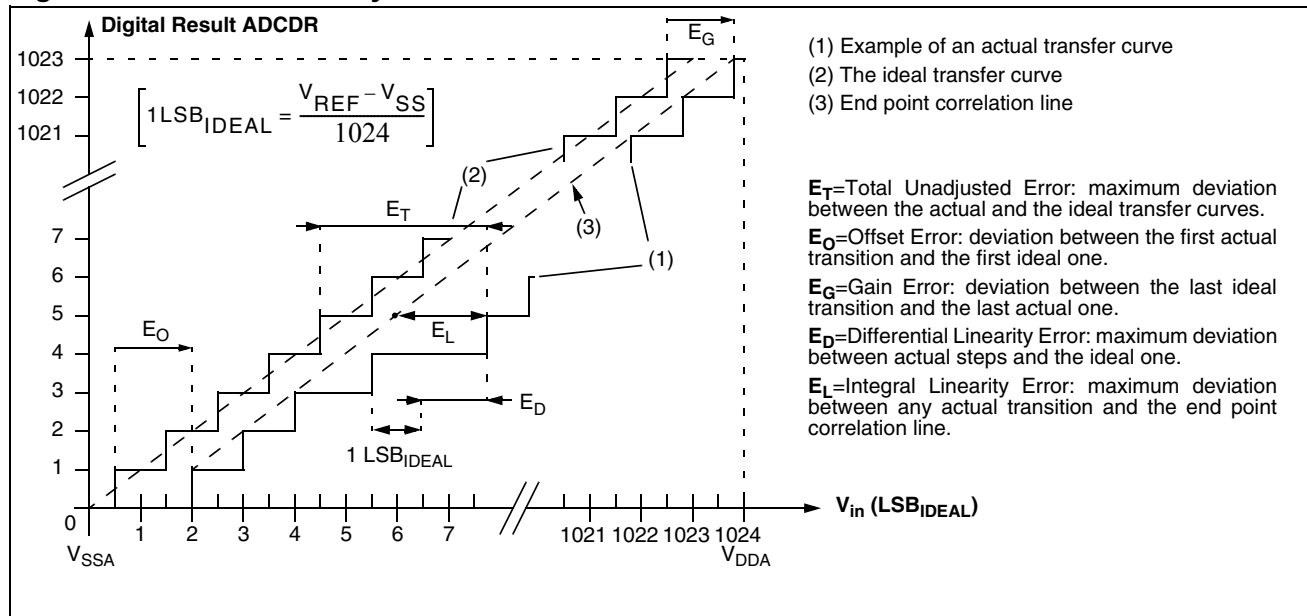 Digital Result ADCDR
E_G
1023
1022
1021
[1LSB_IDEAL = (V_REF – V_SS) / 1024]
(2)
E_T
(3)
(1)
7
6
5
4
3
2
1
0
E_O
E_L
E_D
1 LSB_IDEAL
1 2 3 4 5 6 7 1021 1022 1023 1024
V_in (LSB_IDEAL)
V_SSA
V_DDA
(1) Example of an actual transfer curve
(2) The ideal transfer curve
(3) End point correlation line
E_T=Total Unadjusted Error: maximum deviation
between the actual and the ideal transfer curves.
E_O=Offset Error: deviation between the first actual
transition and the first ideal one.
E_G=Gain Error: deviation between the last ideal
transition and the last actual one.
E_D=Differential Linearity Error: maximum deviation
between actual steps and the ideal one.
E_L=Integral Linearity Error: maximum deviation
between any actual transition and the end point
correlation line.